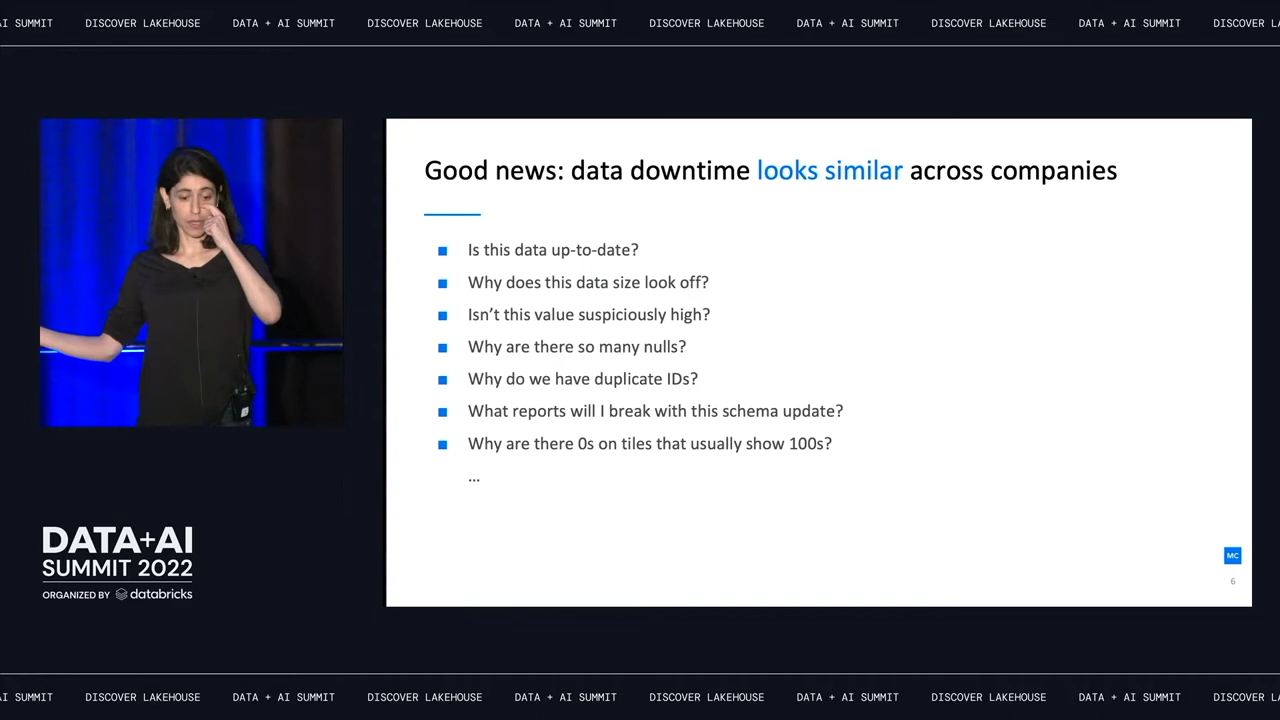 AI SUMMIT DISCOVER LAKEHOUSE DATA + AI SUMMIT DISCOVER LAKEHOUSE DATA + AI SUMMIT DISCOVER LAKEHOUSE DATA + AI SUMMIT DISCOVER LAKEHOUSE DATA + AI SUMMIT DISCOVER
Good news: data downtime looks similar across companies
Is this data up-to-date?
Why does this data size look off?
Isn’t this value suspiciously high?
Why are there so many nulls?
Why do we have duplicate IDs?
What reports will I break with this schema update?
Why are there 0s on tiles that usually show 100s?
...
MC
6
DATA+AI
SUMMIT 2022
ORGANIZED BY databricks
AI SUMMIT DISCOVER LAKEHOUSE DATA + AI SUMMIT DISCOVER LAKEHOUSE DATA + AI SUMMIT DISCOVER LAKEHOUSE DATA + AI SUMMIT DISCOVER LAKEHOUSE DATA + AI SUMMIT DISCOVER